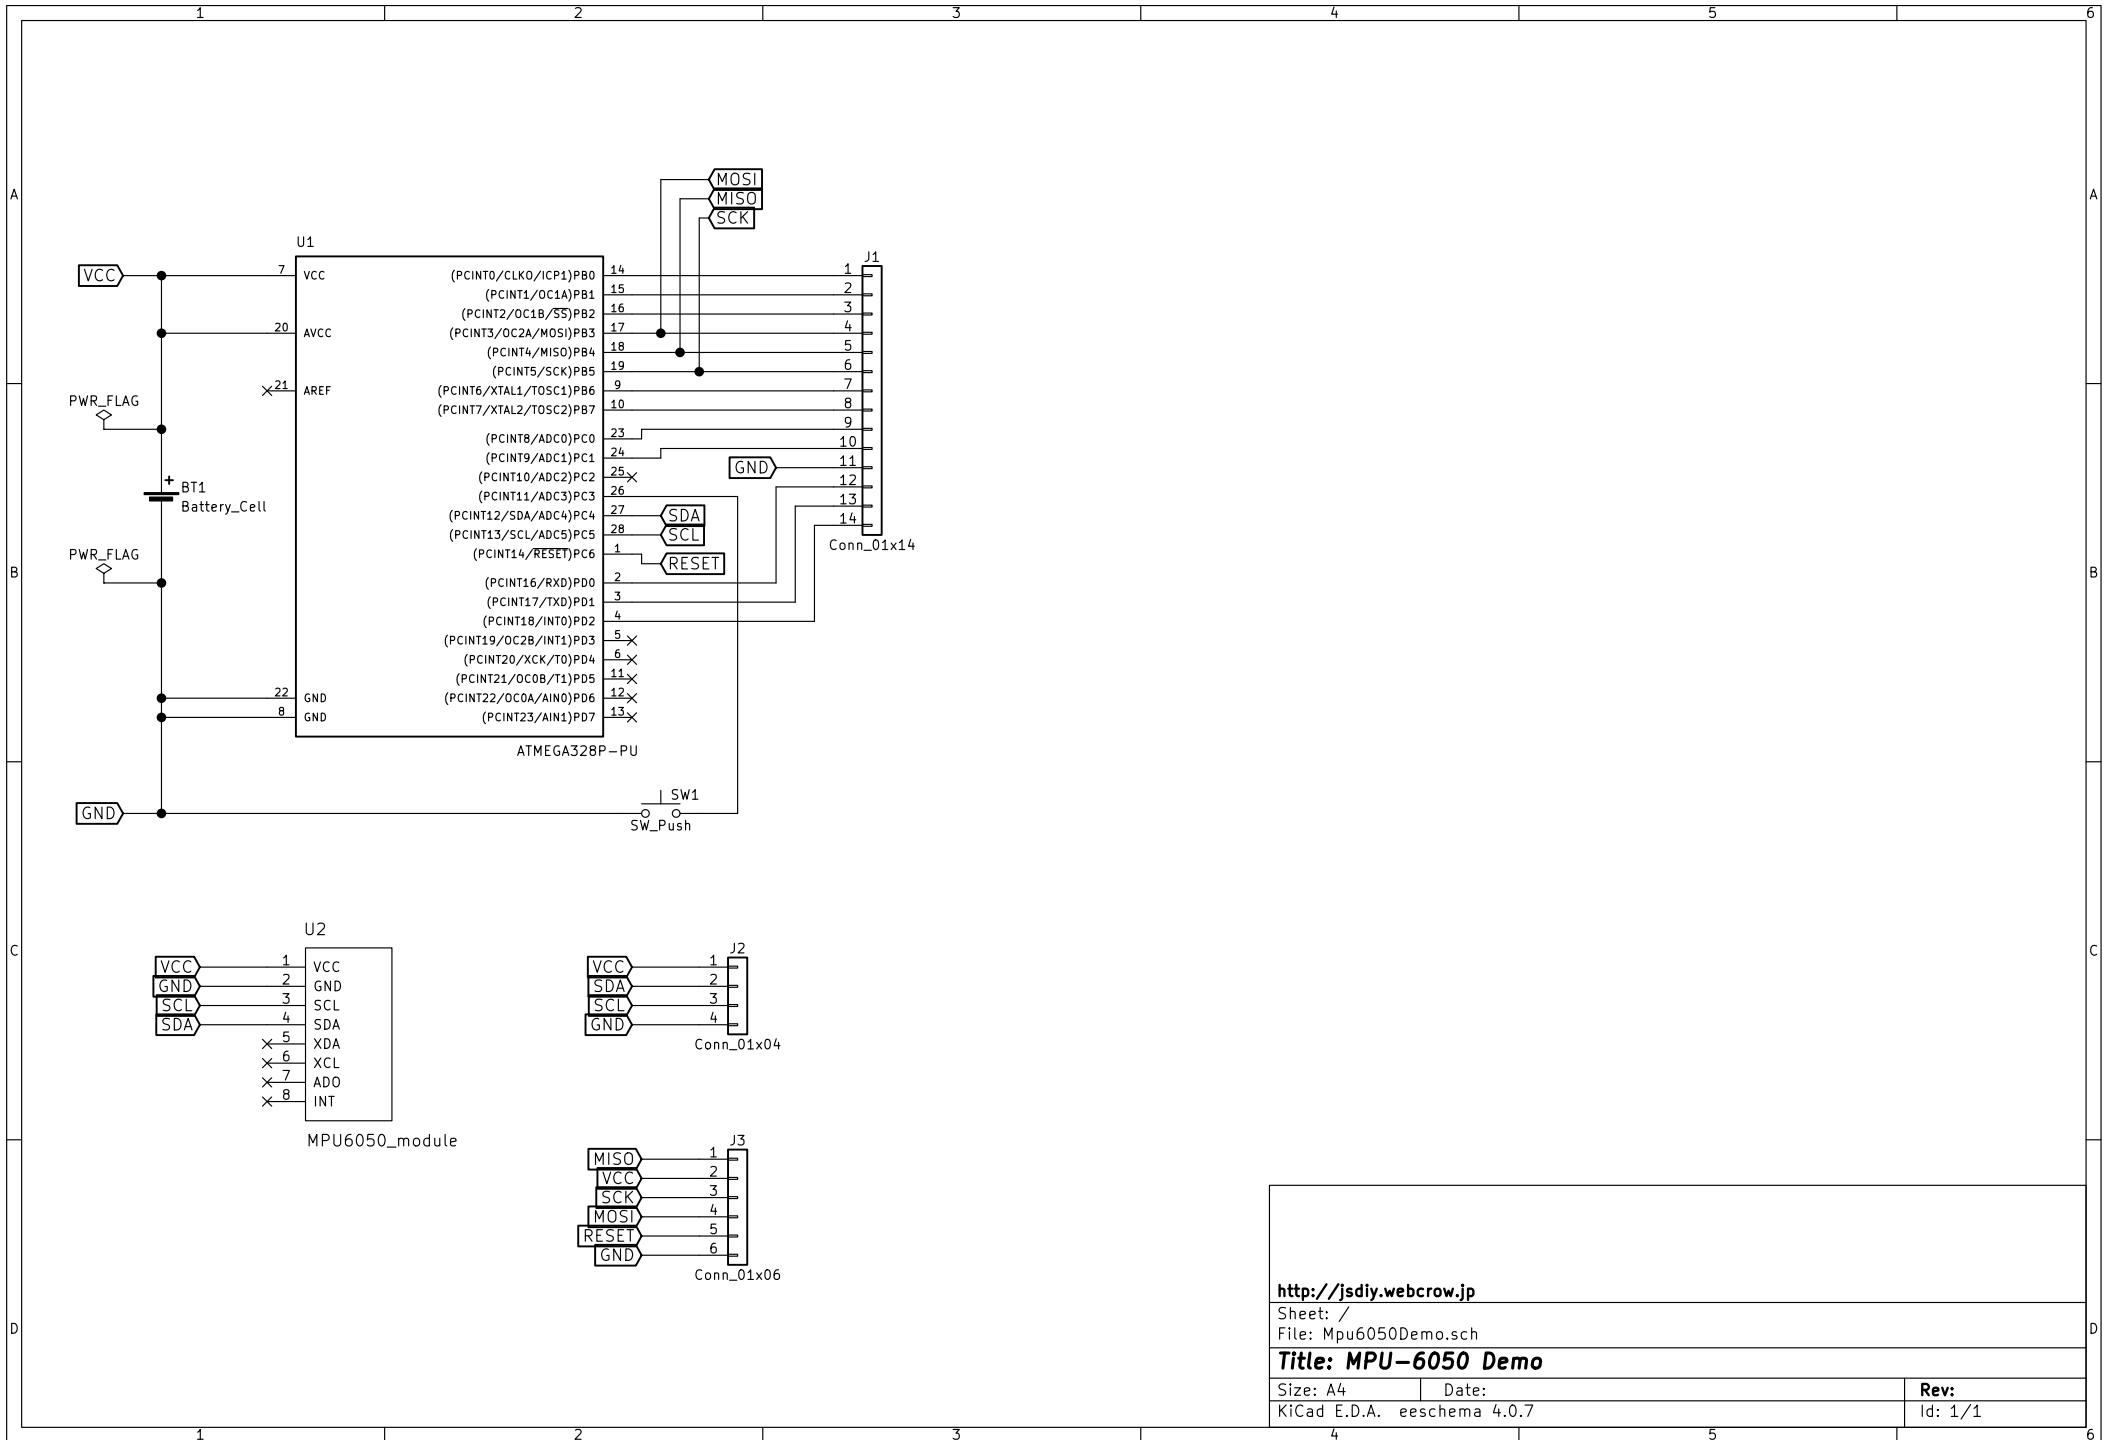 1 2 3 4 5 6
A
A
MOSI
MISO
SCK
U1
J1
VCC
7 VCC
(PCINT0/CLKO/ICP1)PB0 14
1
(PCINT1/OC1A)PB1 15
2
(PCINT2/OC1B/SS)PB2 16
3
20 AVCC
(PCINT3/OC2A/MOSI)PB3 17
4
(PCINT4/MISO)PB4 18
5
(PCINT5/SCK)PB5 19
6
21 AREF
(PCINT6/XTAL1/TOSC1)PB6 9
7
PWR_FLAG
(PCINT7/XTAL2/TOSC2)PB7 10
8
9
(PCINT8/ADC0)PC0 23
10
(PCINT9/ADC1)PC1 24
GND
11
(PCINT10/ADC2)PC2 25
12
+
BT1
Battery_Cell
(PCINT11/ADC3)PC3 26
13
(PCINT12/SDA/ADC4)PC4 27
SDA
14
(PCINT13/SCL/ADC5)PC5 28
SCL
Conn_01x14
PWR_FLAG
(PCINT14/RESET)PC6 1
RESET
B
B
(PCINT16/RXD)PD0 2
(PCINT17/TXD)PD1 3
(PCINT18/INT0)PD2 4
(PCINT19/OC2B/INT1)PD3 5
(PCINT20/XCK/T0)PD4 6
(PCINT21/OC0B/T1)PD5 11
22 GND
(PCINT22/OC0A/AIN0)PD6 12
8 GND
(PCINT23/AIN1)PD7 13
ATMEGA328P-PU
GND
SW1
SW_Push
U2
C
C
VCC 1 VCC
GND 2 GND
SCL 3 SCL
SDA 4 SDA
5 XDA
6 XCL
7 ADO
8 INT
MPU6050_module
J2
VCC 1
SDA 2
SCL 3
GND 4
Conn_01x04
J3
MISO 1
VCC 2
SCK 3
MOSI 4
RESET 5
GND 6
Conn_01x06
D
D
http://jsdiy.webcrow.jp
Sheet: /
File: Mpu6050Demo.sch
Title: MPU-6050 Demo
Size: A4 Date: Rev:
KiCad E.D.A. eeschema 4.0.7 Id: 1/1
1 2 3 4 5 6